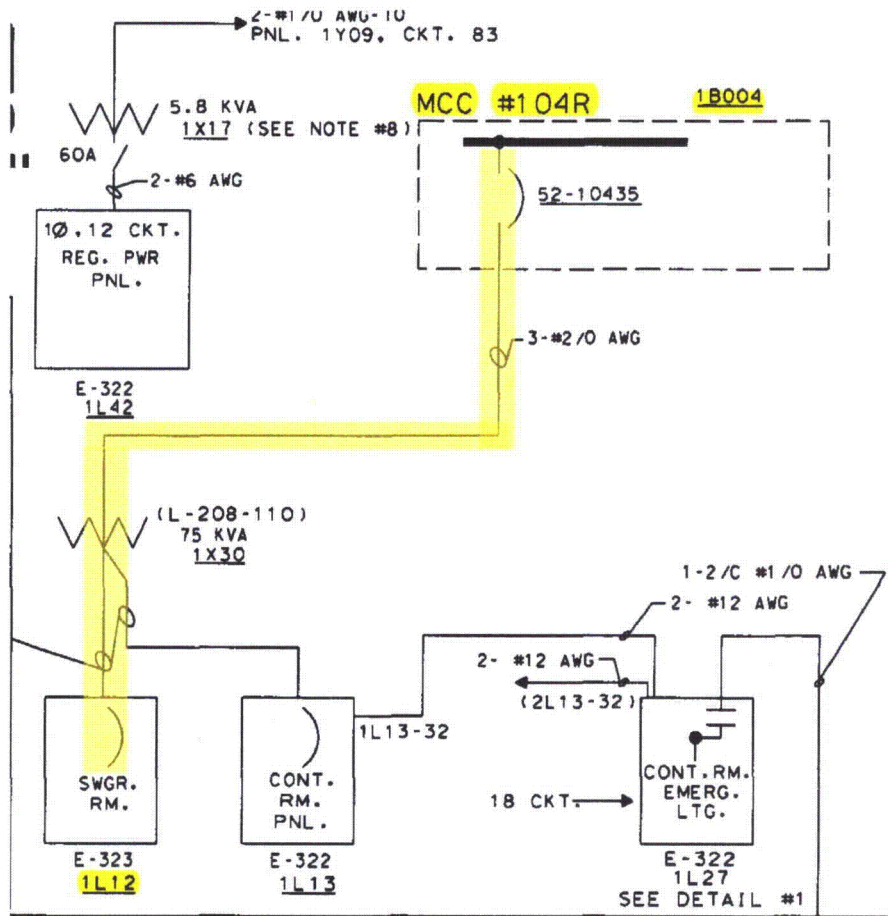 2-#1/0 AWG-10
PNL. 1Y09, CKT. 83
5.8 KVA
1X17 (SEE NOTE #8)
60A
2-#6 AWG
1Ø,12 CKT.
REG. PWR
PNL.
E-322
1L42
MCC #104R
1B004
52-10435
3-#2/0 AWG
(L-208-110)
75 KVA
1X30
1-2/C #1/0 AWG
2- #12 AWG
2- #12 AWG
(2L13-32)
1L13-32
SWGR.
RM.
E-323
1L12
CONT.
RM.
PNL.
E-322
1L13
18 CKT.
CONT.RM.
EMERG.
LTG.
E-322
1L27
SEE DETAIL #1